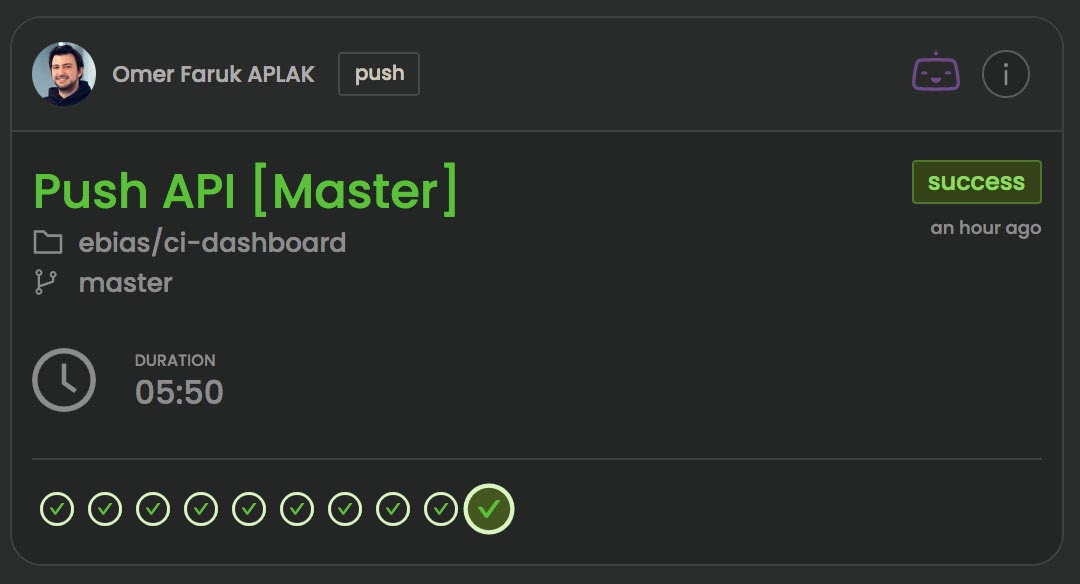 Omer Faruk APLAK
push
Push API [Master]
success
ebias/ci-dashboard
an hour ago
master
DURATION
05:50